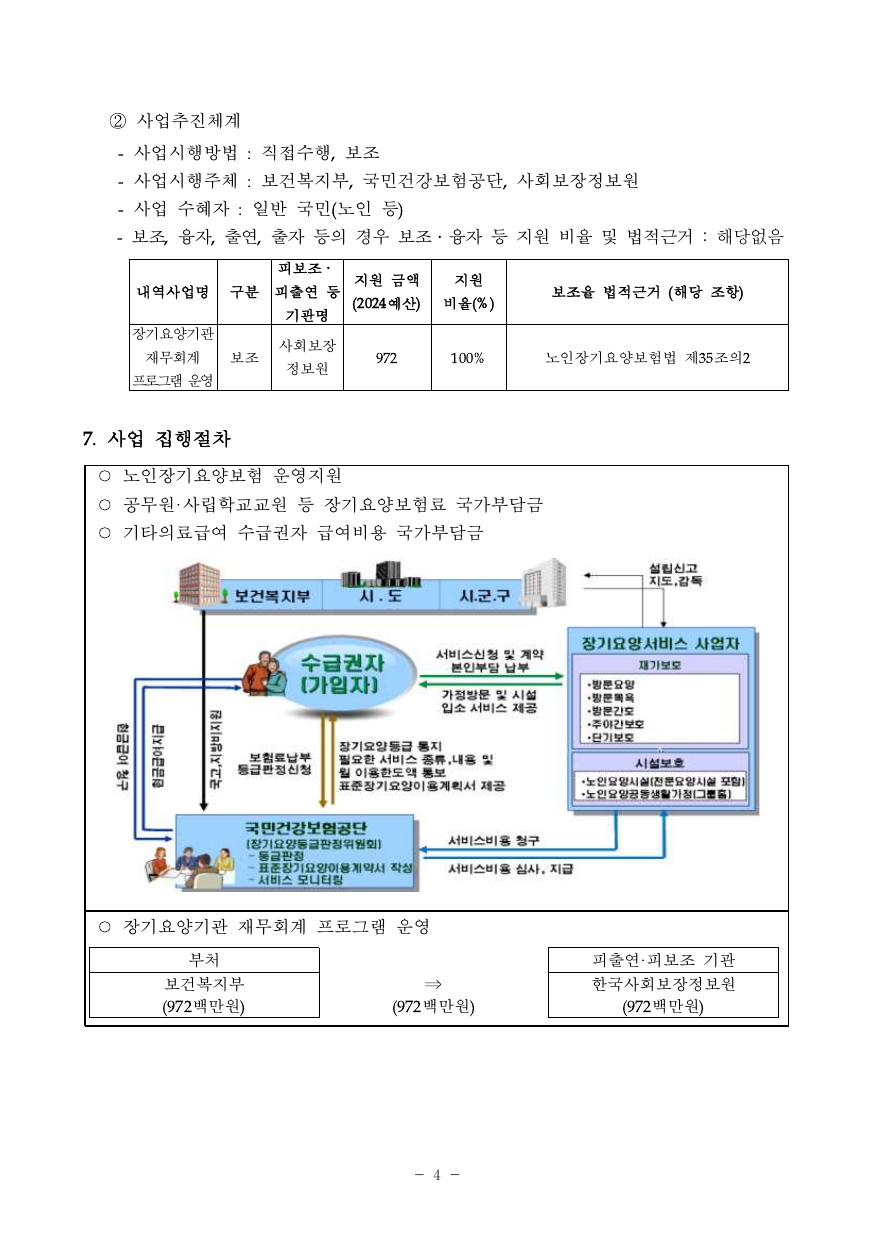 ② 사업추진체계
- 사업시행방법 : 직접수행, 보조
- 사업시행주체 : 보건복지부, 국민건강보험공단, 사회보장정보원
- 사업 수혜자 : 일반 국민(노인 등)
- 보조, 융자, 출연, 출자 등의 경우 보조·융자 등 지원 비율 및 법적근거 : 해당없음
내역사업명
구분
피보조·
피출연 등
기관명
지원 금액
(2024예산)
지원
비율(%)
보조율 법적근거 (해당 조항)
장기요양기관
재무회계
프로그램 운영
보조
사회보장
정보원
972
100%
노인장기요양보험법 제35조의2
7. 사업 집행절차
○ 노인장기요양보험 운영지원
○ 공무원·사립학교교원 등 장기요양보험료 국가부담금
○ 기타의료급여 수급권자 급여비용 국가부담금
보건복지부
시 . 도
시.군.구
설립신고
지도,감독
수급권자
(가입자)
서비스신청 및 계약
본인부담 납부
가정방문 및 시설
입소 서비스 제공
장기요양서비스 사업자
재가보호
·방문요양
·방문목욕
·방문간호
·주야간보호
·단기보호
시설보호
·노인요양시설(전문요양시설 포함)
·노인요양공동생활가정(그룹홈)
현금급여 청구
현금급여지급
국고,지방비지원
보험료납부
등급판정신청
장기요양등급 통지
필요한 서비스 종류,내용 및
월 이용한도액 통보
표준장기요양이용계획서 제공
국민건강보험공단
(장기요양등급판정위원회)
- 등급판정
- 표준장기요양이용계약서 작성
- 서비스 모니터링
서비스비용 청구
서비스비용 심사, 지급
○ 장기요양기관 재무회계 프로그램 운영
부처
보건복지부
(972백만원)
⇒
(972백만원)
피출연·피보조 기관
한국사회보장정보원
(972백만원)
- 4 -